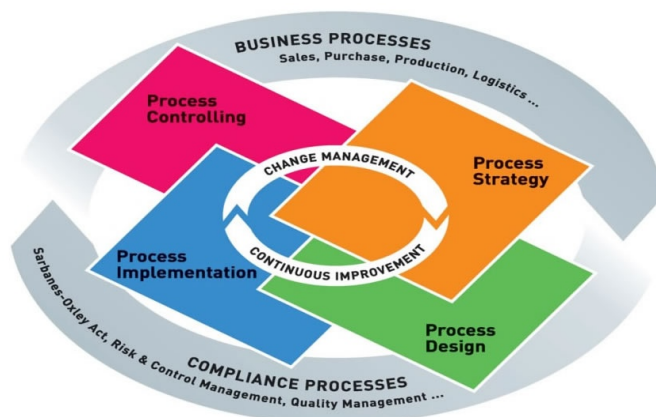 BUSINESS PROCESSES
Sales, Purchase, Production, Logistics ...
Process
Controlling
CHANGE MANAGEMENT
Process
Strategy
Process
Implementation
CONTINUOUS IMPROVEMENT
Process
Design
COMPLIANCE PROCESSES
Sarbanes-Oxley Act, Risk & Control Management, Quality Management ...